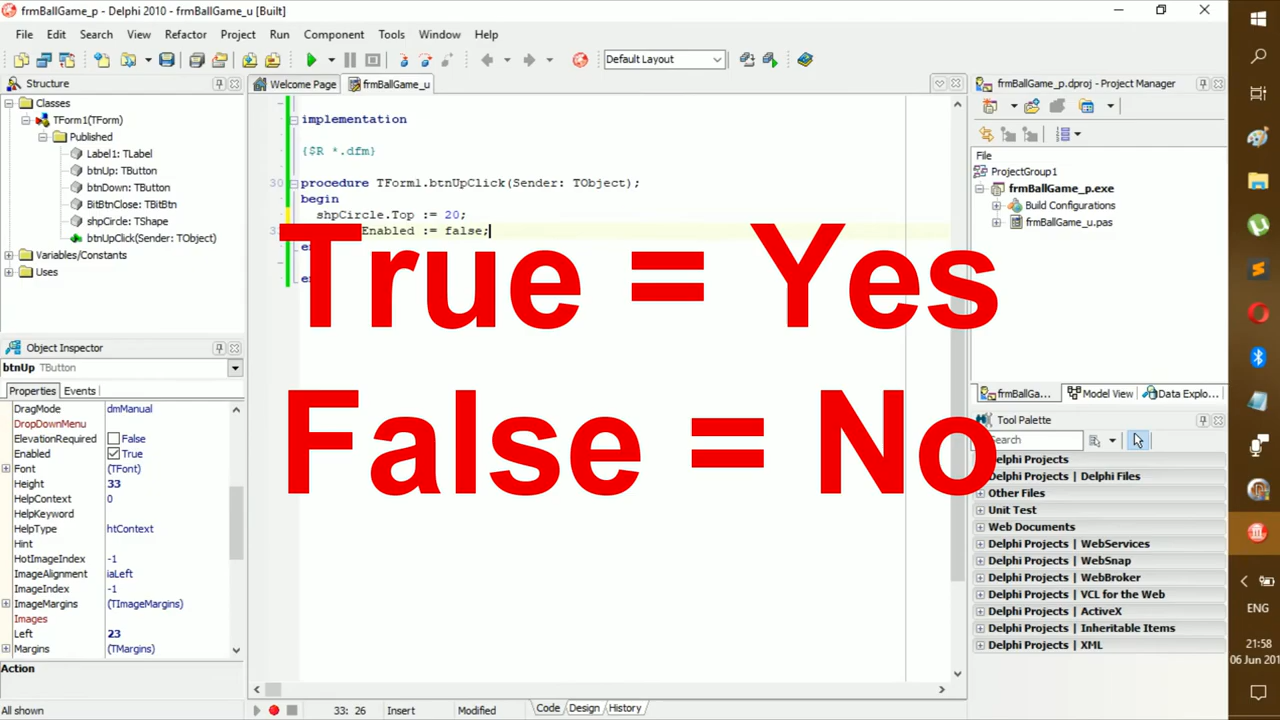 frmBallGame_p - Delphi 2010 - frmBallGame_u [Built]
File Edit Search View Refactor Project Run Component Tools Window Help
Default Layout
Structure
Classes
TForm1(TForm)
Published
Label1: TLabel
btnUp: TButton
btnDown: TButton
BitBtnClose: TBitBtn
shpCircle: TShape
btnUpClick(Sender: TObject)
Variables/Constants
Uses
Object Inspector
btnUp TButton
Properties Events
DragMode dmManual
DropDownMenu
ElevationRequired False
Enabled True
Font (TFont)
Height 33
HelpContext 0
HelpKeyword
HelpType htContext
Hint
HotImageIndex -1
ImageAlignment iaLeft
ImageIndex -1
ImageMargins (TImageMargins)
Images
Left 23
Margins (TMargins)
Action
All shown
Welcome Page frmBallGame_u
implementation
{$R *.dfm}
30 procedure TForm1.btnUpClick(Sender: TObject);
begin
shpCircle.Top := 20;
Enabled := false;
True = Yes
False = No
33: 26 Insert Modified Code Design History
frmBallGame_p.dproj - Project Manager
File
ProjectGroup1
frmBallGame_p.exe
Build Configurations
frmBallGame_u.pas
frmBallGa... Model View Data Explo...
Tool Palette
Search
Delphi Projects
Delphi Projects | Delphi Files
Other Files
Unit Test
Web Documents
Delphi Projects | WebServices
Delphi Projects | WebSnap
Delphi Projects | WebBroker
Delphi Projects | VCL for the Web
Delphi Projects | ActiveX
Delphi Projects | Inheritable Items
Delphi Projects | XML
ENG
21:58
06 Jun 201